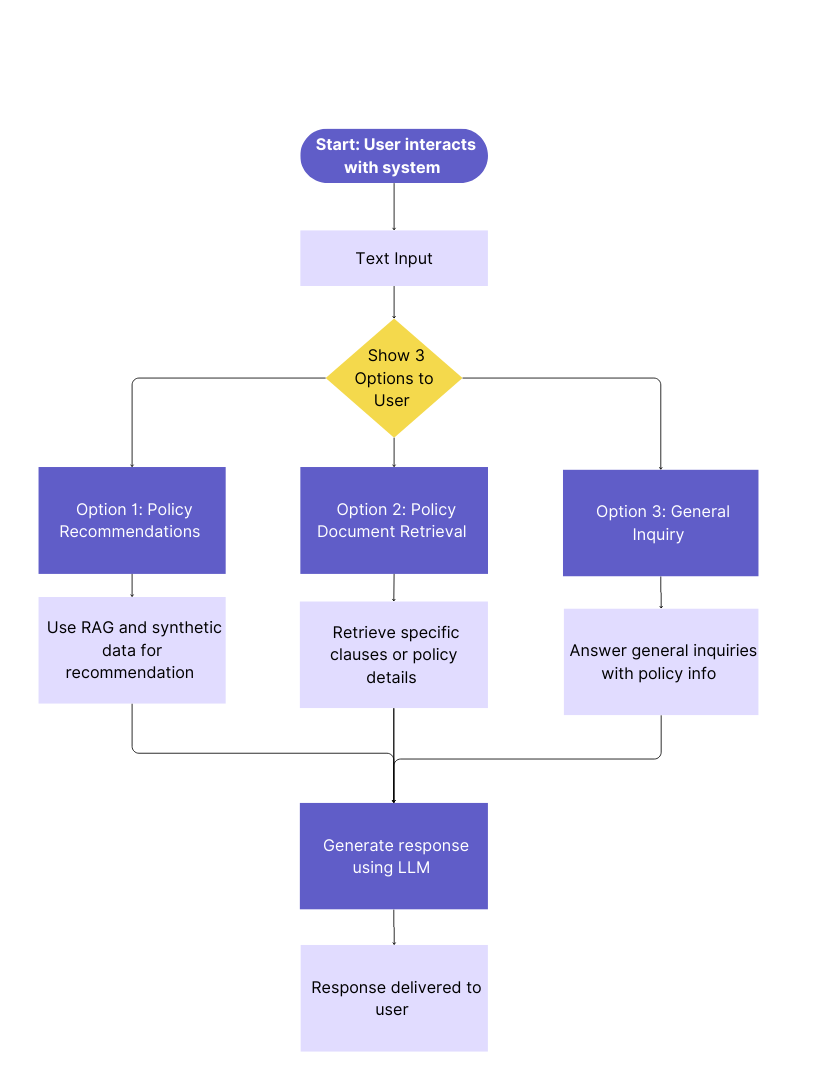 Start: User interacts
with system
Text Input
Show 3
Options to
User
Option 1: Policy
Recommendations
Option 2: Policy
Document Retrieval
Option 3: General
Inquiry
Use RAG and synthetic
data for
recommendation
Retrieve specific
clauses or policy
details
Answer general inquiries
with policy info
Generate response
using LLM
Response delivered to
user